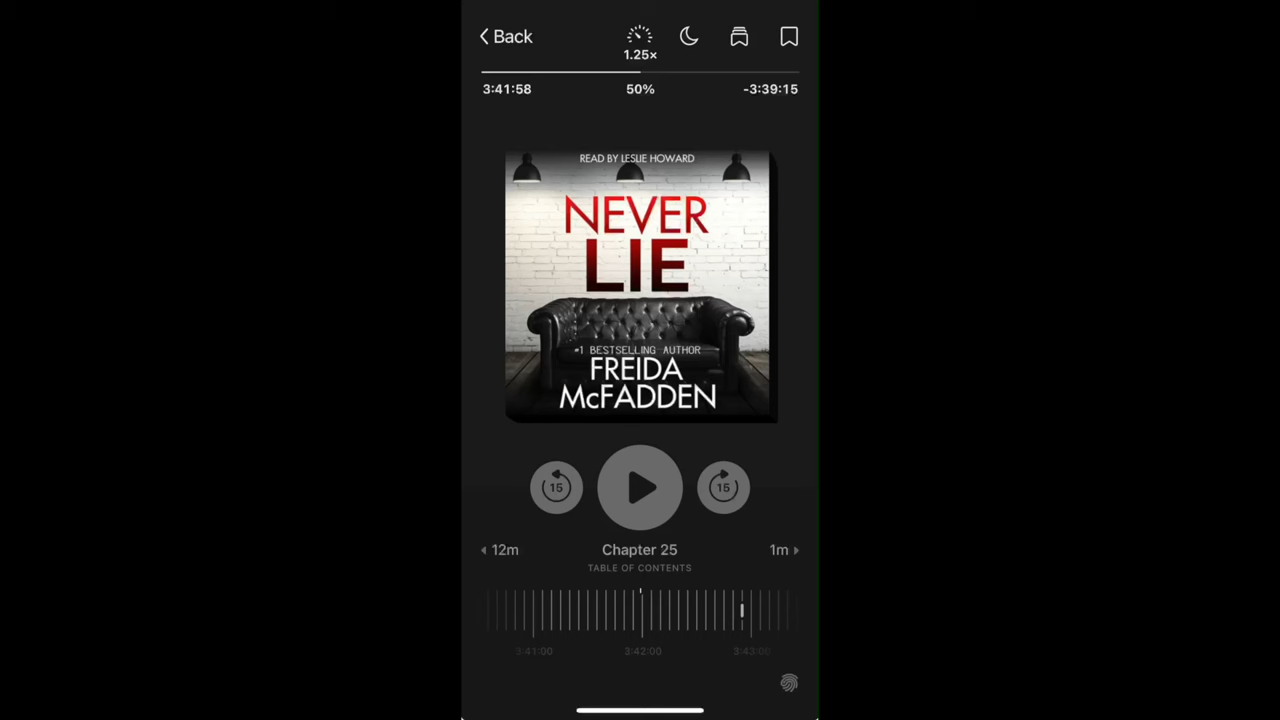 Back
1.25×
3:41:58 50% -3:39:15
READ BY LESLIE HOWARD
NEVER
LIE
#1 BESTSELLING AUTHOR
FREIDA
McFADDEN
15 15
12m Chapter 25 1m
TABLE OF CONTENTS
3:41:00 3:42:00 3:43:00